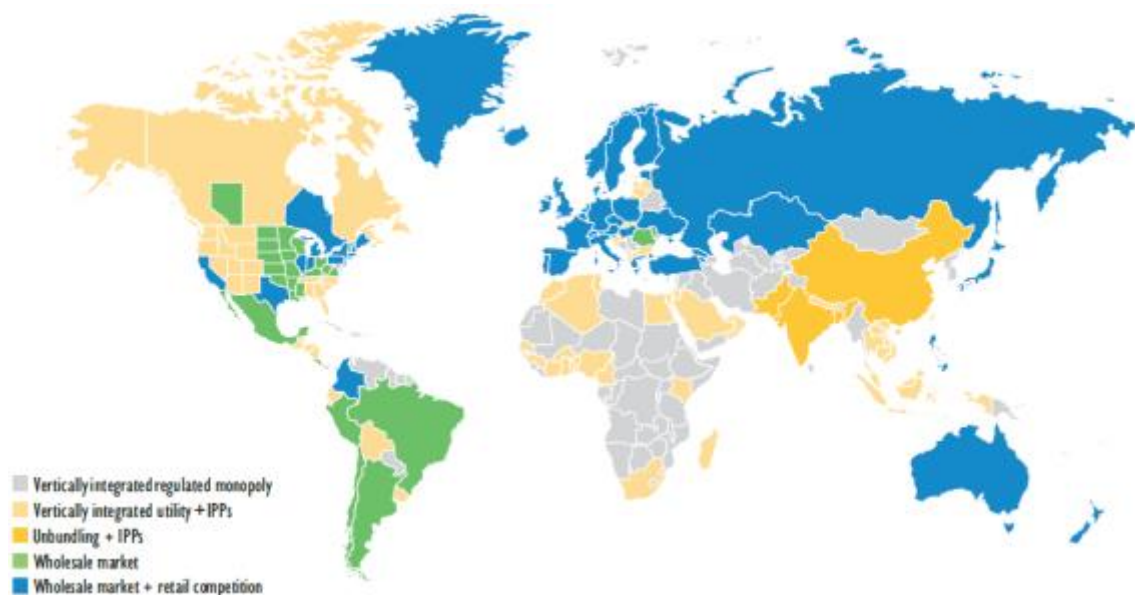 Vertically integrated regulated monopoly
Vertically integrated utility + IPPs
Unbundling + IPPs
Wholesale market
Wholesale market + retail competition